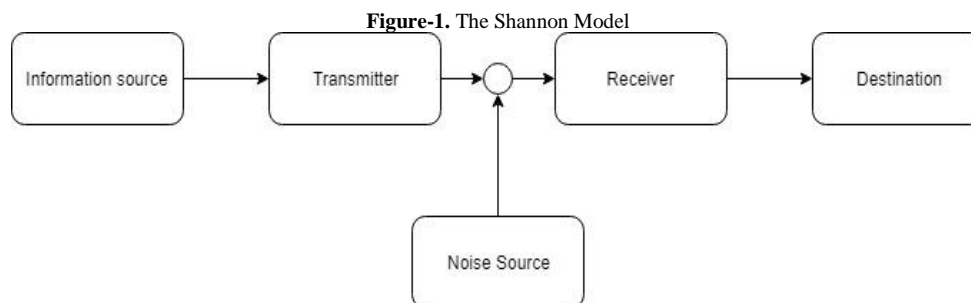 Figure-1. The Shannon Model
Information source
Transmitter
Receiver
Destination
Noise Source